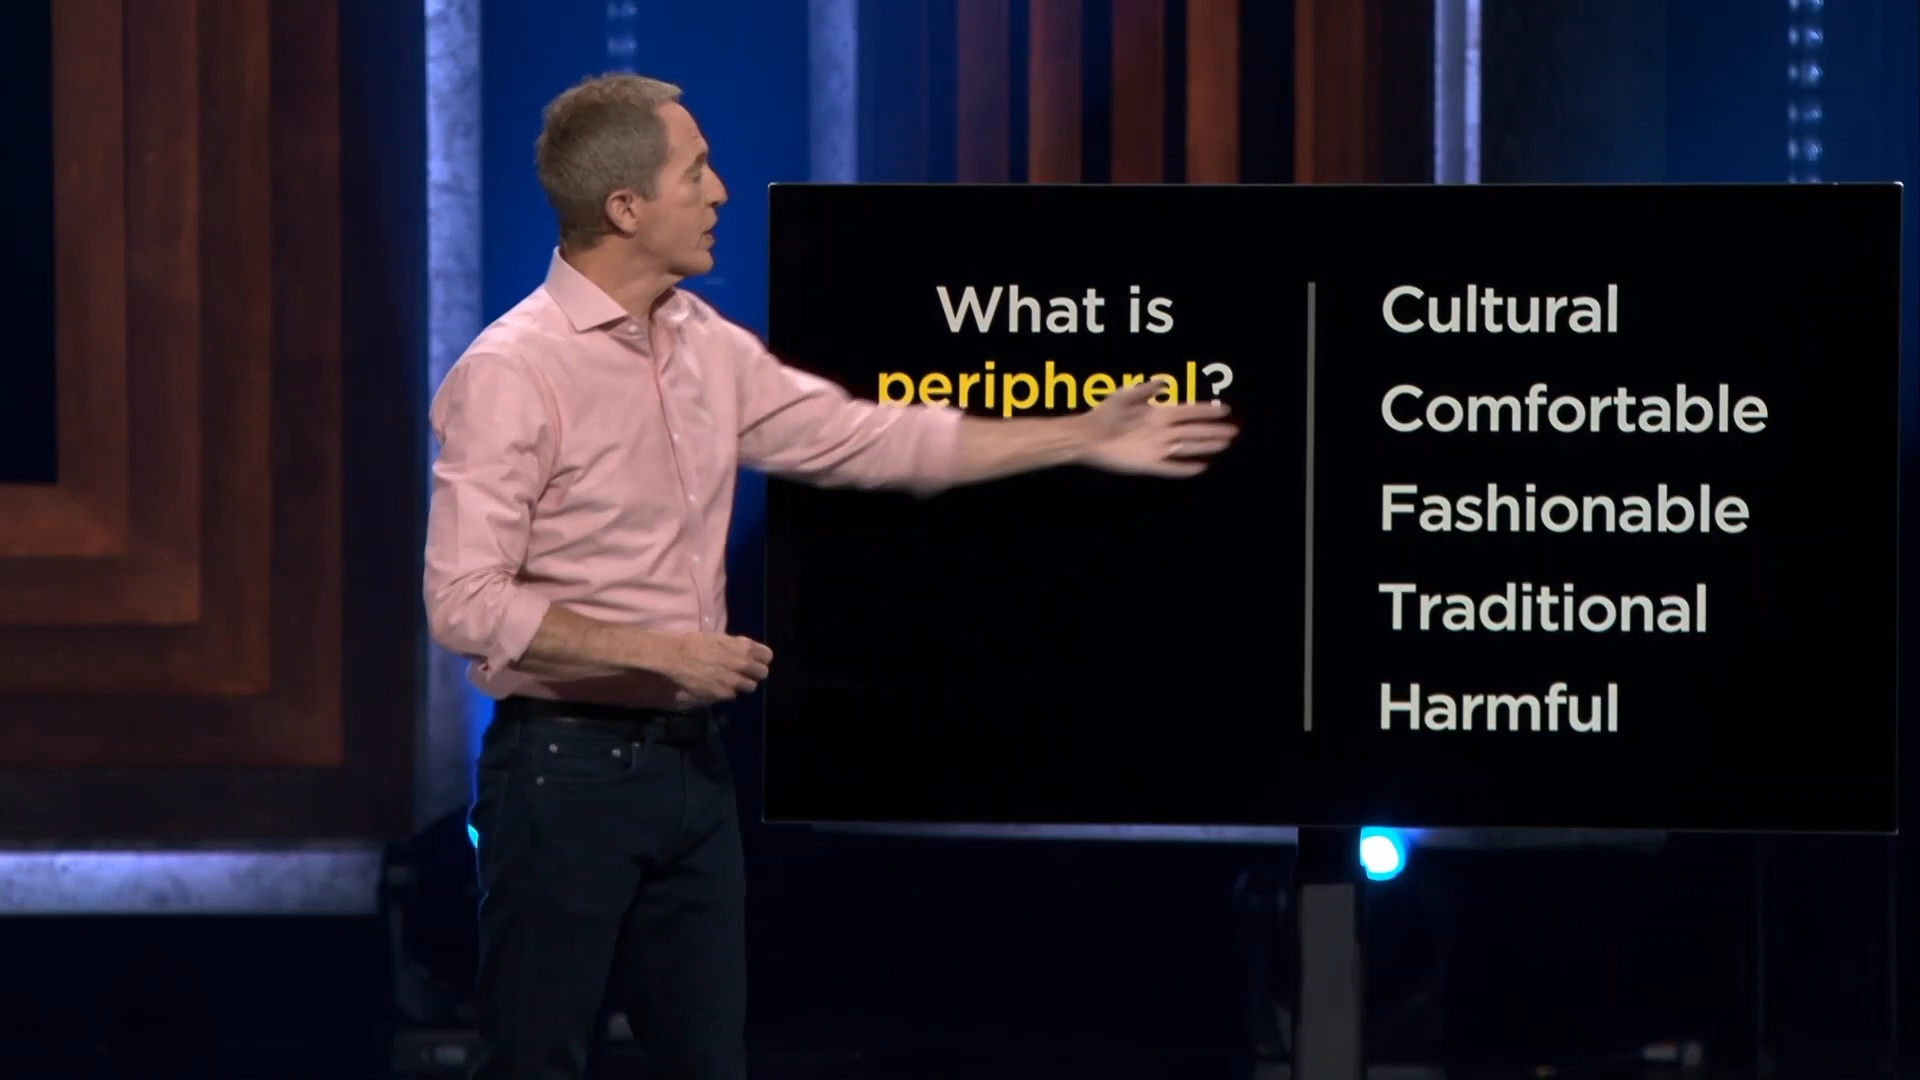 What is
peripheral?
Cultural
Comfortable
Fashionable
Traditional
Harmful